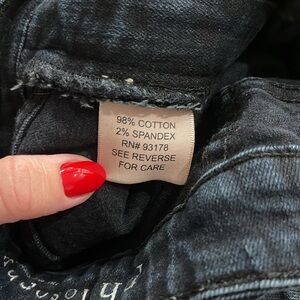 98% COTTON
2% SPANDEX
RN# 93178
SEE REVERSE
FOR CARE